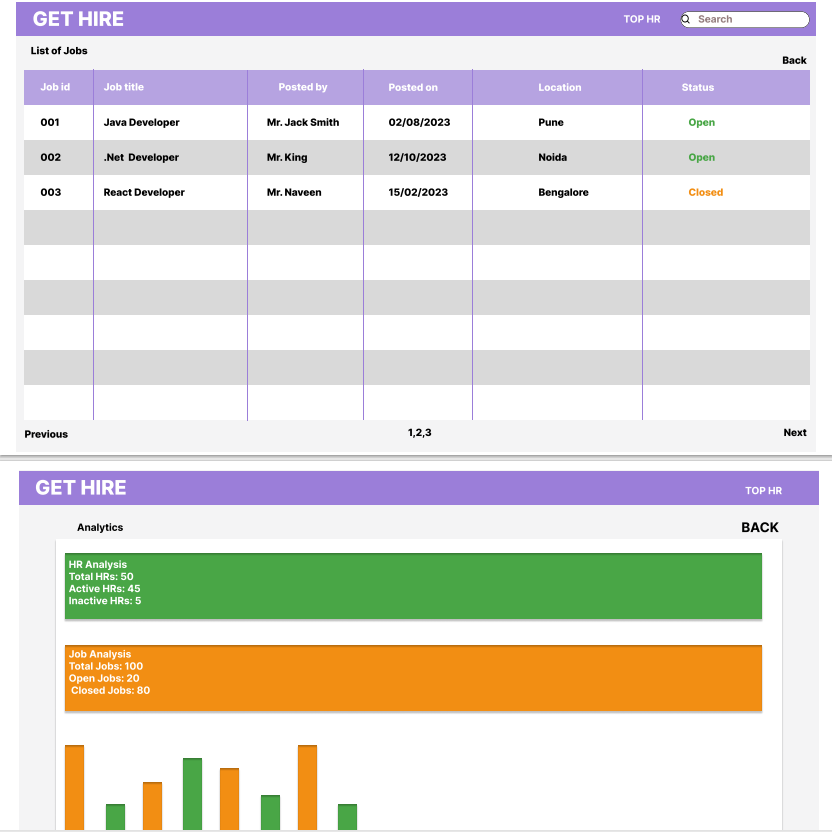 GET HIRE
TOP HR
Search
List of Jobs
Back
Job id Job title Posted by Posted on Location Status
001 Java Developer Mr. Jack Smith 02/08/2023 Pune Open
002 .Net Developer Mr. King 12/10/2023 Noida Open
003 React Developer Mr. Naveen 15/02/2023 Bengalore Closed
Previous 1,2,3 Next
GET HIRE
TOP HR
Analytics
BACK
HR Analysis
Total HRs: 50
Active HRs: 45
Inactive HRs: 5
Job Analysis
Total Jobs: 100
Open Jobs: 20
Closed Jobs: 80